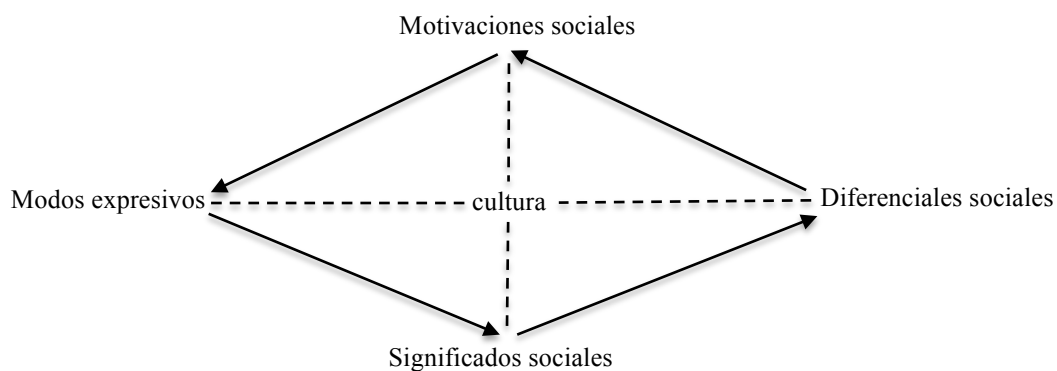 Motivaciones sociales
Modos expresivos
cultura
Diferenciales sociales
Significados sociales